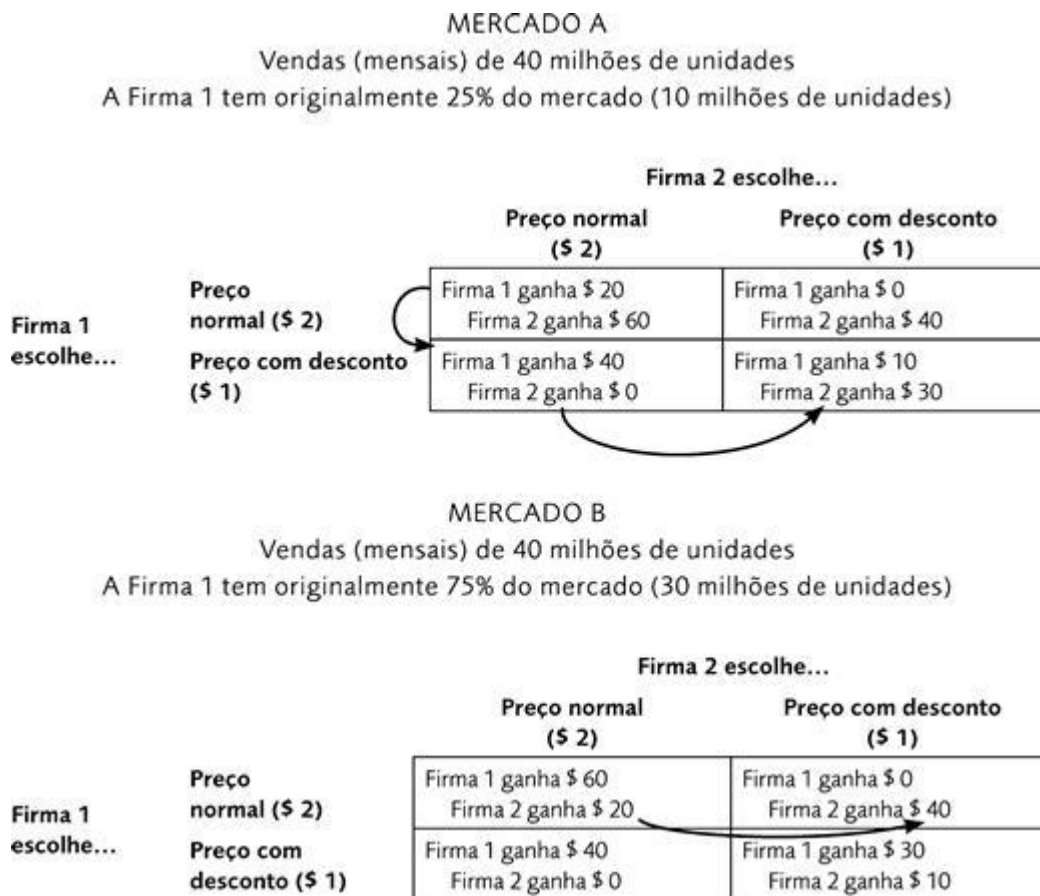 MERCADO A
Vendas (mensais) de 40 milhões de unidades
A Firma 1 tem originalmente 25% do mercado (10 milhões de unidades)
Firma 2 escolhe...
Preço normal
($ 2)
Preço com desconto
($ 1)
Firma 1
escolhe...
Preço
normal ($ 2)
Firma 1 ganha $ 20
Firma 2 ganha $ 60
Firma 1 ganha $ 0
Firma 2 ganha $ 40
Preço com desconto
($ 1)
Firma 1 ganha $ 40
Firma 2 ganha $ 0
Firma 1 ganha $ 10
Firma 2 ganha $ 30
MERCADO B
Vendas (mensais) de 40 milhões de unidades
A Firma 1 tem originalmente 75% do mercado (30 milhões de unidades)
Firma 2 escolhe...
Preço normal
($ 2)
Preço com desconto
($ 1)
Firma 1
escolhe...
Preço
normal ($ 2)
Firma 1 ganha $ 60
Firma 2 ganha $ 20
Firma 1 ganha $ 0
Firma 2 ganha $ 40
Preço com
desconto ($ 1)
Firma 1 ganha $ 40
Firma 2 ganha $ 0
Firma 1 ganha $ 30
Firma 2 ganha $ 10